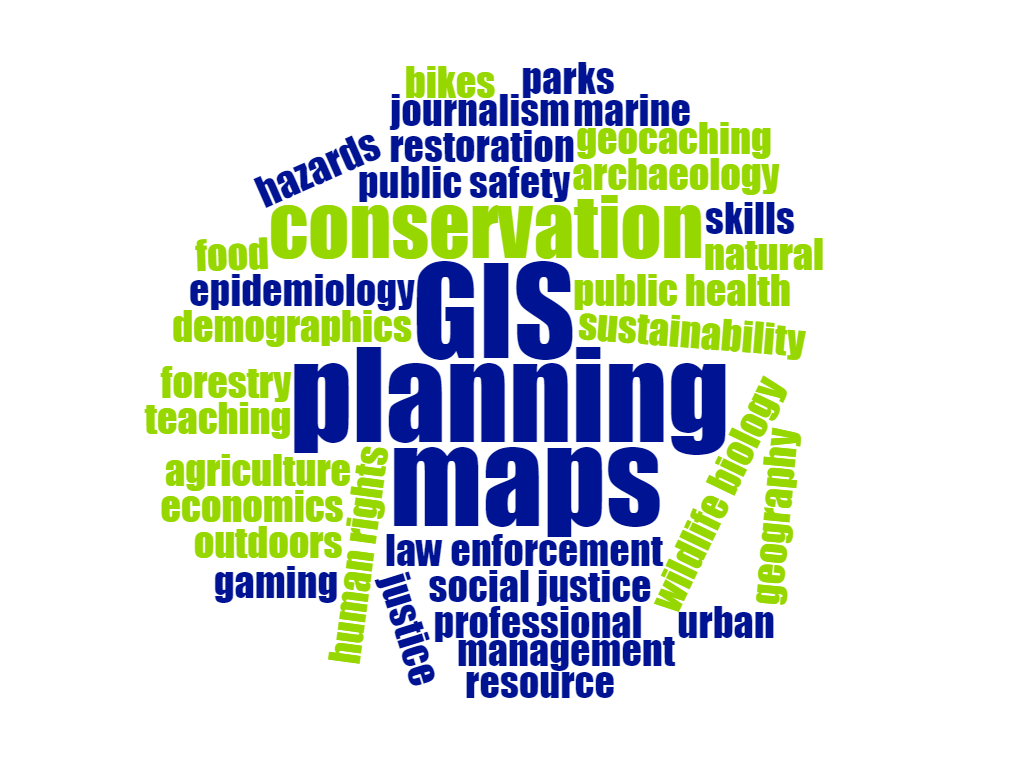 bikes
parks
journalism
marine
hazards
restoration
geocaching
public safety
archaeology
conservation
skills
food
natural
epidemiology
GIS
public health
demographics
sustainability
forestry
planning
teaching
wildlife biology
geography
agriculture
human rights
maps
economics
outdoors
law enforcement
gaming
justice
social justice
professional
urban
management
resource